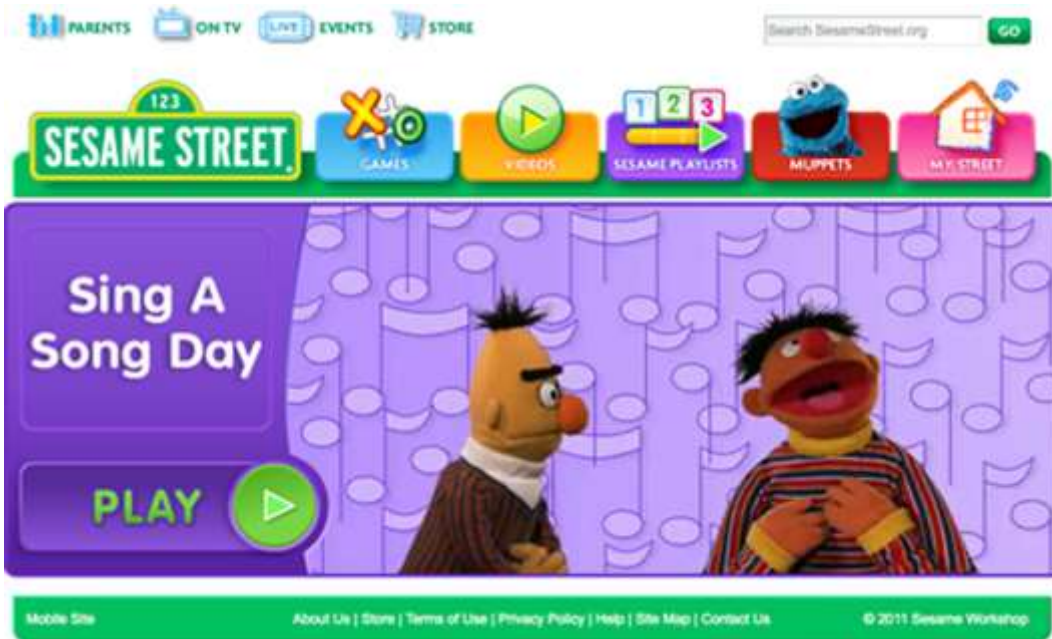 PARENTS ON TV LIVE EVENTS STORE Search SesameStreet.org GO
123
SESAME STREET
GAMES VIDEOS 1 2 3 SESAME PLAYLISTS MUPPETS MY STREET
Sing A
Song Day
PLAY
Mobile Site About Us | Store | Terms of Use | Privacy Policy | Help | Site Map | Contact Us © 2011 Sesame Workshop